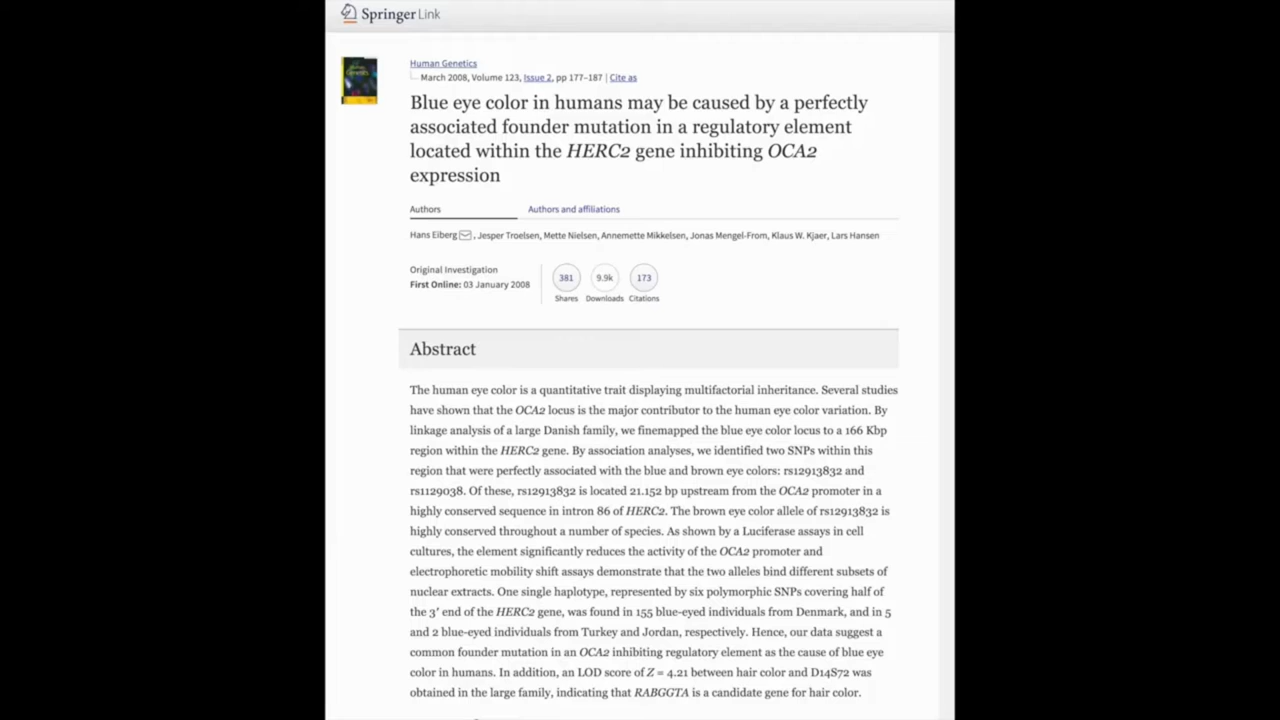 Springer Link
Human Genetics
March 2008, Volume 123, Issue 2, pp 177–187 | Cite as
Blue eye color in humans may be caused by a perfectly
associated founder mutation in a regulatory element
located within the HERC2 gene inhibiting OCA2
expression
Authors Authors and affiliations
Hans Eiberg , Jesper Troelsen, Mette Nielsen, Annemette Mikkelsen, Jonas Mengel-From, Klaus W. Kjaer, Lars Hansen
Original Investigation
First Online: 03 January 2008
381 9.9k 173
Shares Downloads Citations
Abstract
The human eye color is a quantitative trait displaying multifactorial inheritance. Several studies
have shown that the OCA2 locus is the major contributor to the human eye color variation. By
linkage analysis of a large Danish family, we finemapped the blue eye color locus to a 166 Kbp
region within the HERC2 gene. By association analyses, we identified two SNPs within this
region that were perfectly associated with the blue and brown eye colors: rs12913832 and
rs1129038. Of these, rs12913832 is located 21.152 bp upstream from the OCA2 promoter in a
highly conserved sequence in intron 86 of HERC2. The brown eye color allele of rs12913832 is
highly conserved throughout a number of species. As shown by a Luciferase assays in cell
cultures, the element significantly reduces the activity of the OCA2 promoter and
electrophoretic mobility shift assays demonstrate that the two alleles bind different subsets of
nuclear extracts. One single haplotype, represented by six polymorphic SNPs covering half of
the 3′ end of the HERC2 gene, was found in 155 blue-eyed individuals from Denmark, and in 5
and 2 blue-eyed individuals from Turkey and Jordan, respectively. Hence, our data suggest a
common founder mutation in an OCA2 inhibiting regulatory element as the cause of blue eye
color in humans. In addition, an LOD score of Z = 4.21 between hair color and D14S72 was
obtained in the large family, indicating that RABGGTA is a candidate gene for hair color.